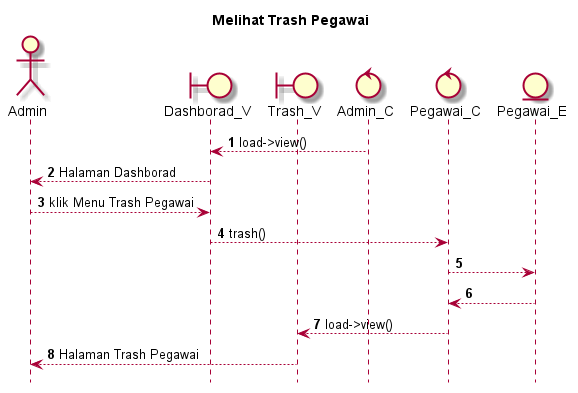 Melihat Trash Pegawai
Admin
Dashborad_V
Trash_V
Admin_C
Pegawai_C
Pegawai_E
1 load->view()
2 Halaman Dashborad
3 klik Menu Trash Pegawai
4 trash()
5
6
7 load->view()
8 Halaman Trash Pegawai